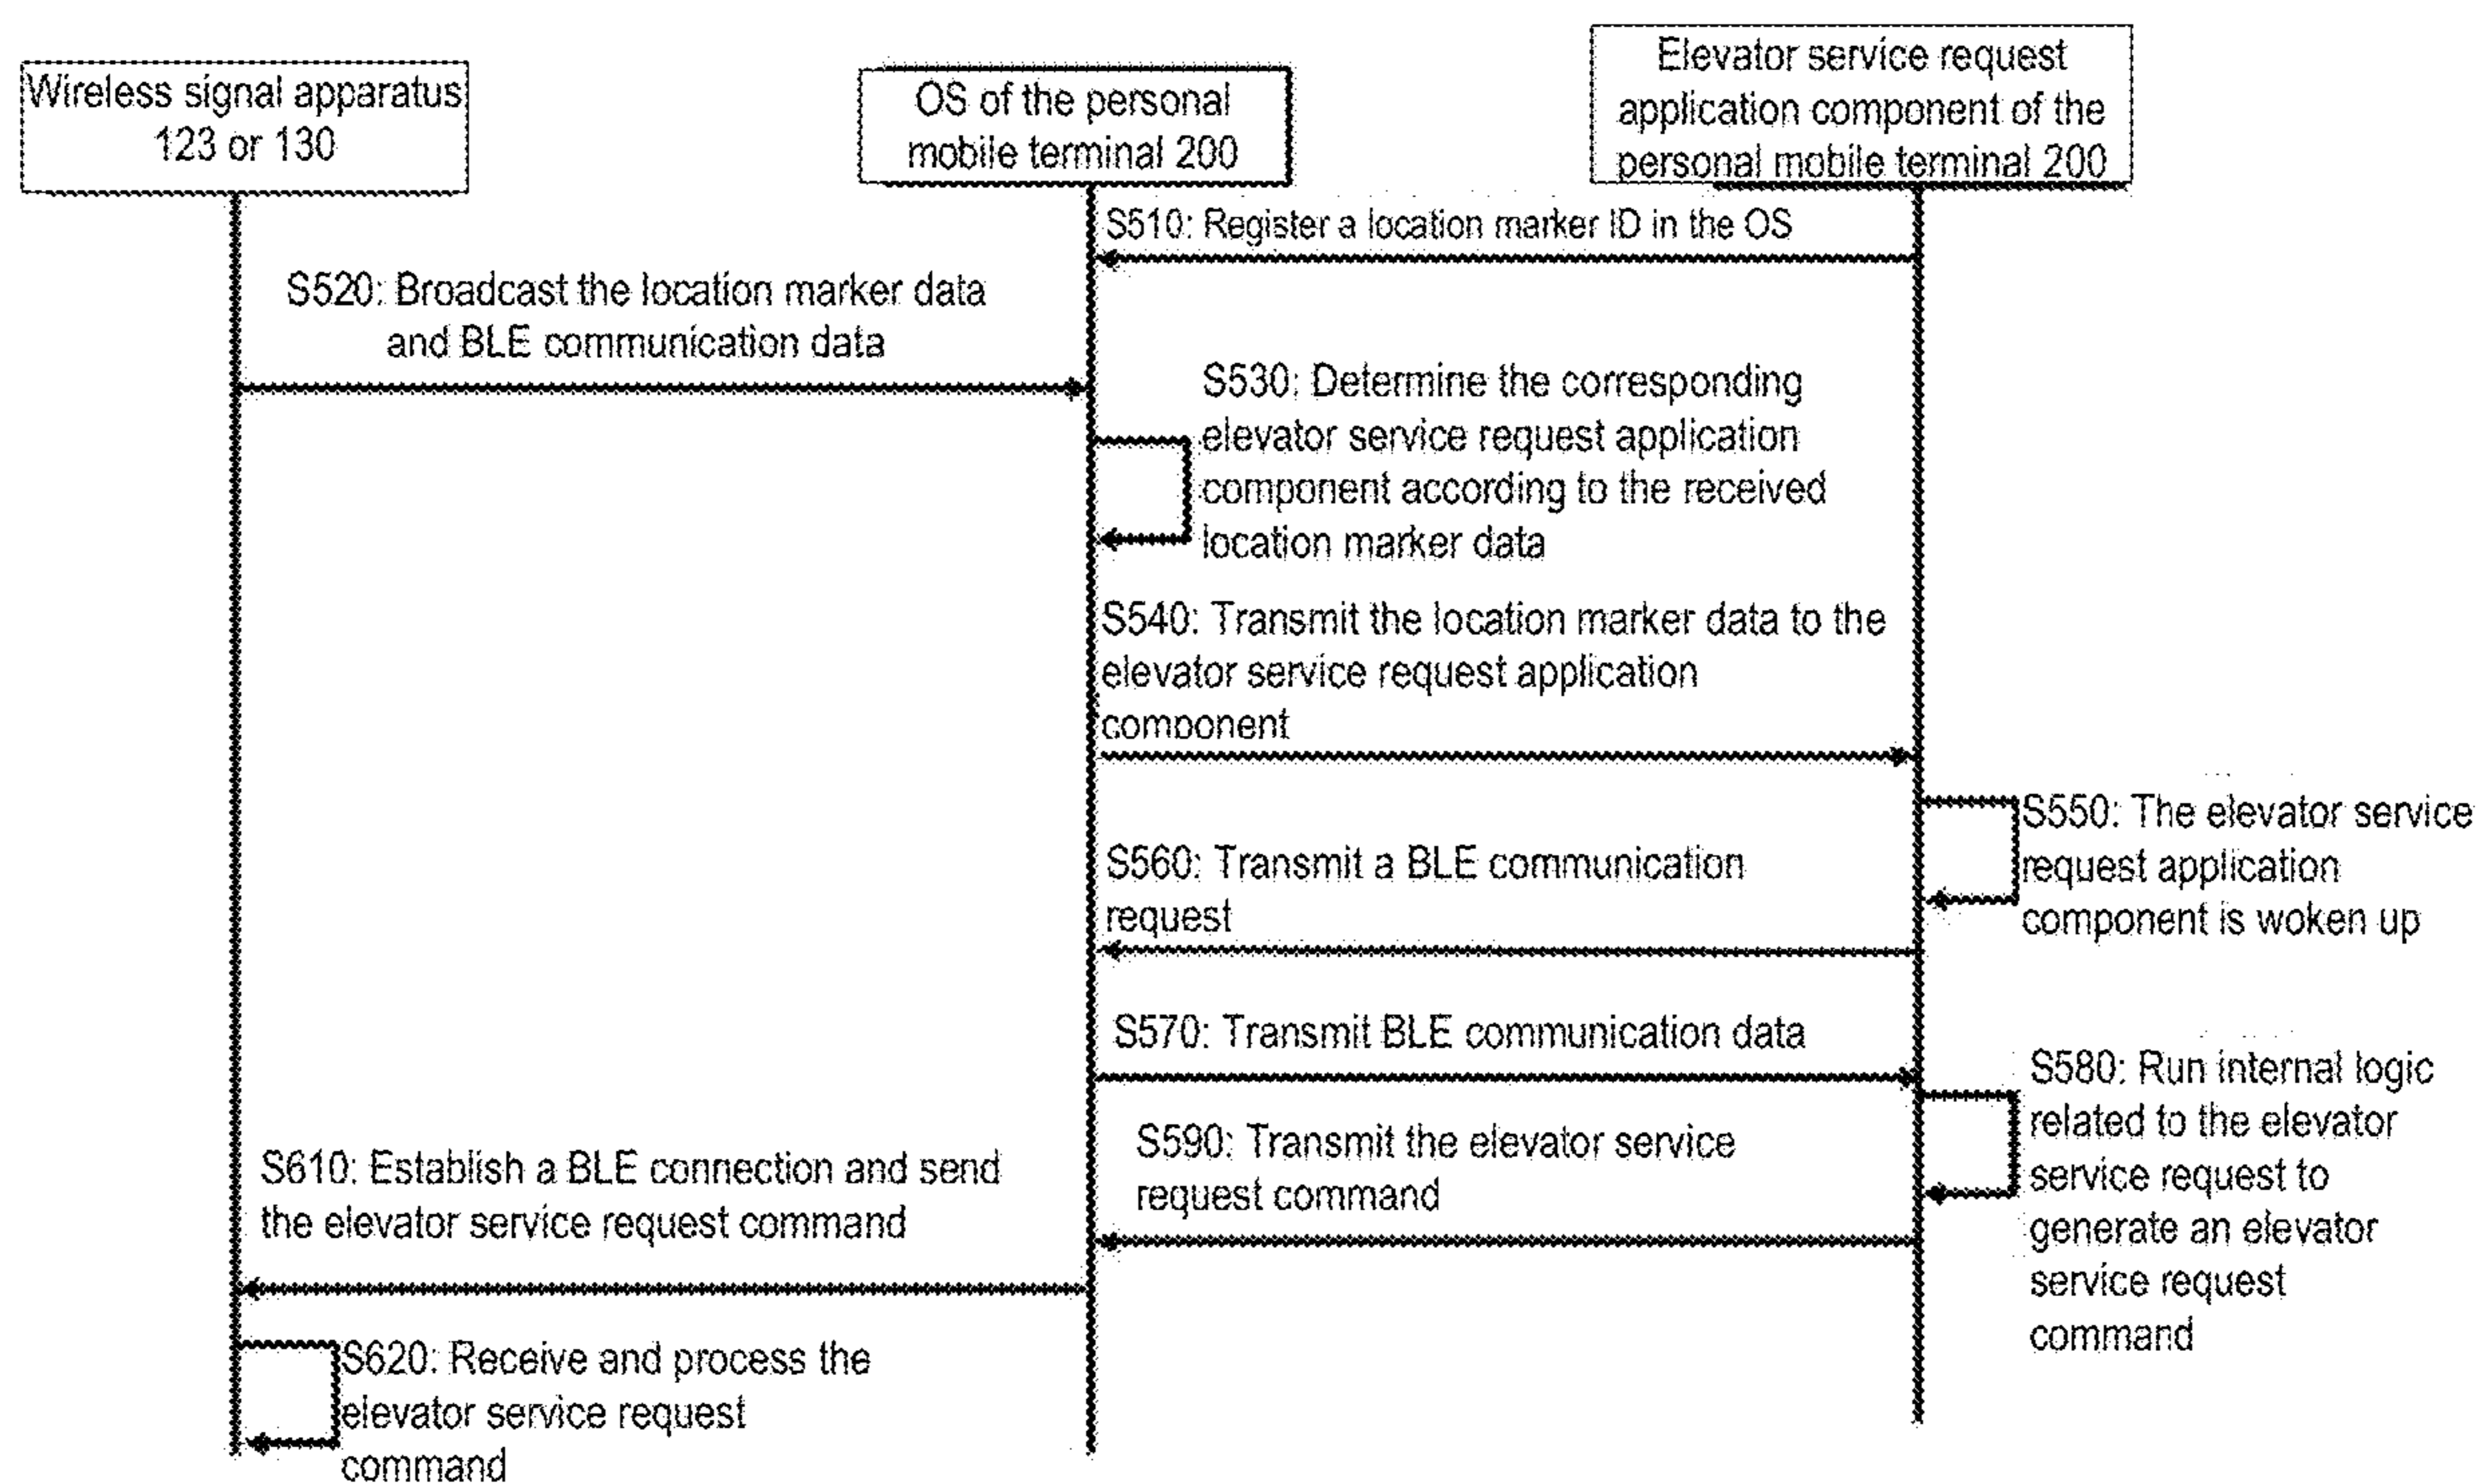 Wireless signal apparatus
123 or 130
OS of the personal
mobile terminal 200
Elevator service request
application component of the
personal mobile terminal 200
S510: Register a location marker ID in the OS
S520: Broadcast the location marker data
and BLE communication data
S530: Determine the corresponding
elevator service request application
component according to the received
location marker data
S540: Transmit the location marker data to the
elevator service request application
component
S550: The elevator service
request application
component is woken up
S560: Transmit a BLE communication
request
S570: Transmit BLE communication data
S580: Run internal logic
related to the elevator
service request to
generate an elevator
service request
command
S590: Transmit the elevator service
request command
S610: Establish a BLE connection and send
the elevator service request command
S620: Receive and process the
elevator service request
command